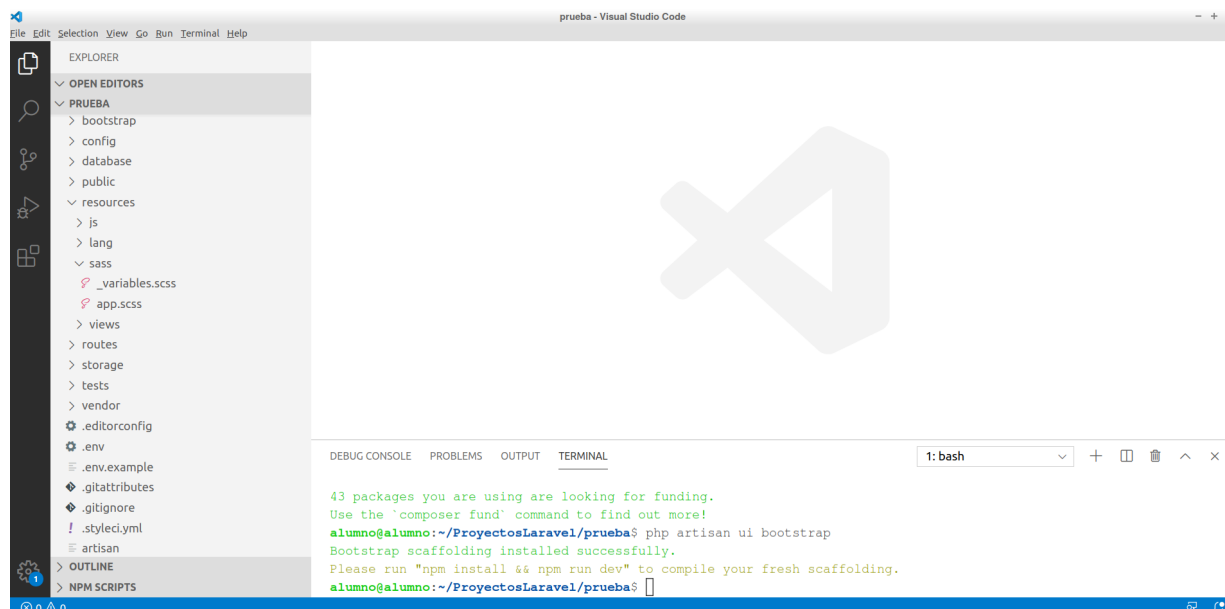 prueba - Visual Studio Code
File Edit Selection View Go Run Terminal Help
EXPLORER
OPEN EDITORS
PRUEBA
bootstrap
config
database
public
resources
js
lang
sass
_variables.scss
app.scss
views
routes
storage
tests
vendor
.editorconfig
.env
.env.example
.gitattributes
.gitignore
.styleci.yml
artisan
OUTLINE
NPM SCRIPTS
1
DEBUG CONSOLE PROBLEMS OUTPUT TERMINAL 1: bash
43 packages you are using are looking for funding.
Use the `composer fund` command to find out more!
alumno@alumno:~/ProyectosLaravel/prueba$ php artisan ui bootstrap
Bootstrap scaffolding installed successfully.
Please run "npm install && npm run dev" to compile your fresh scaffolding.
alumno@alumno:~/ProyectosLaravel/prueba$
0 0